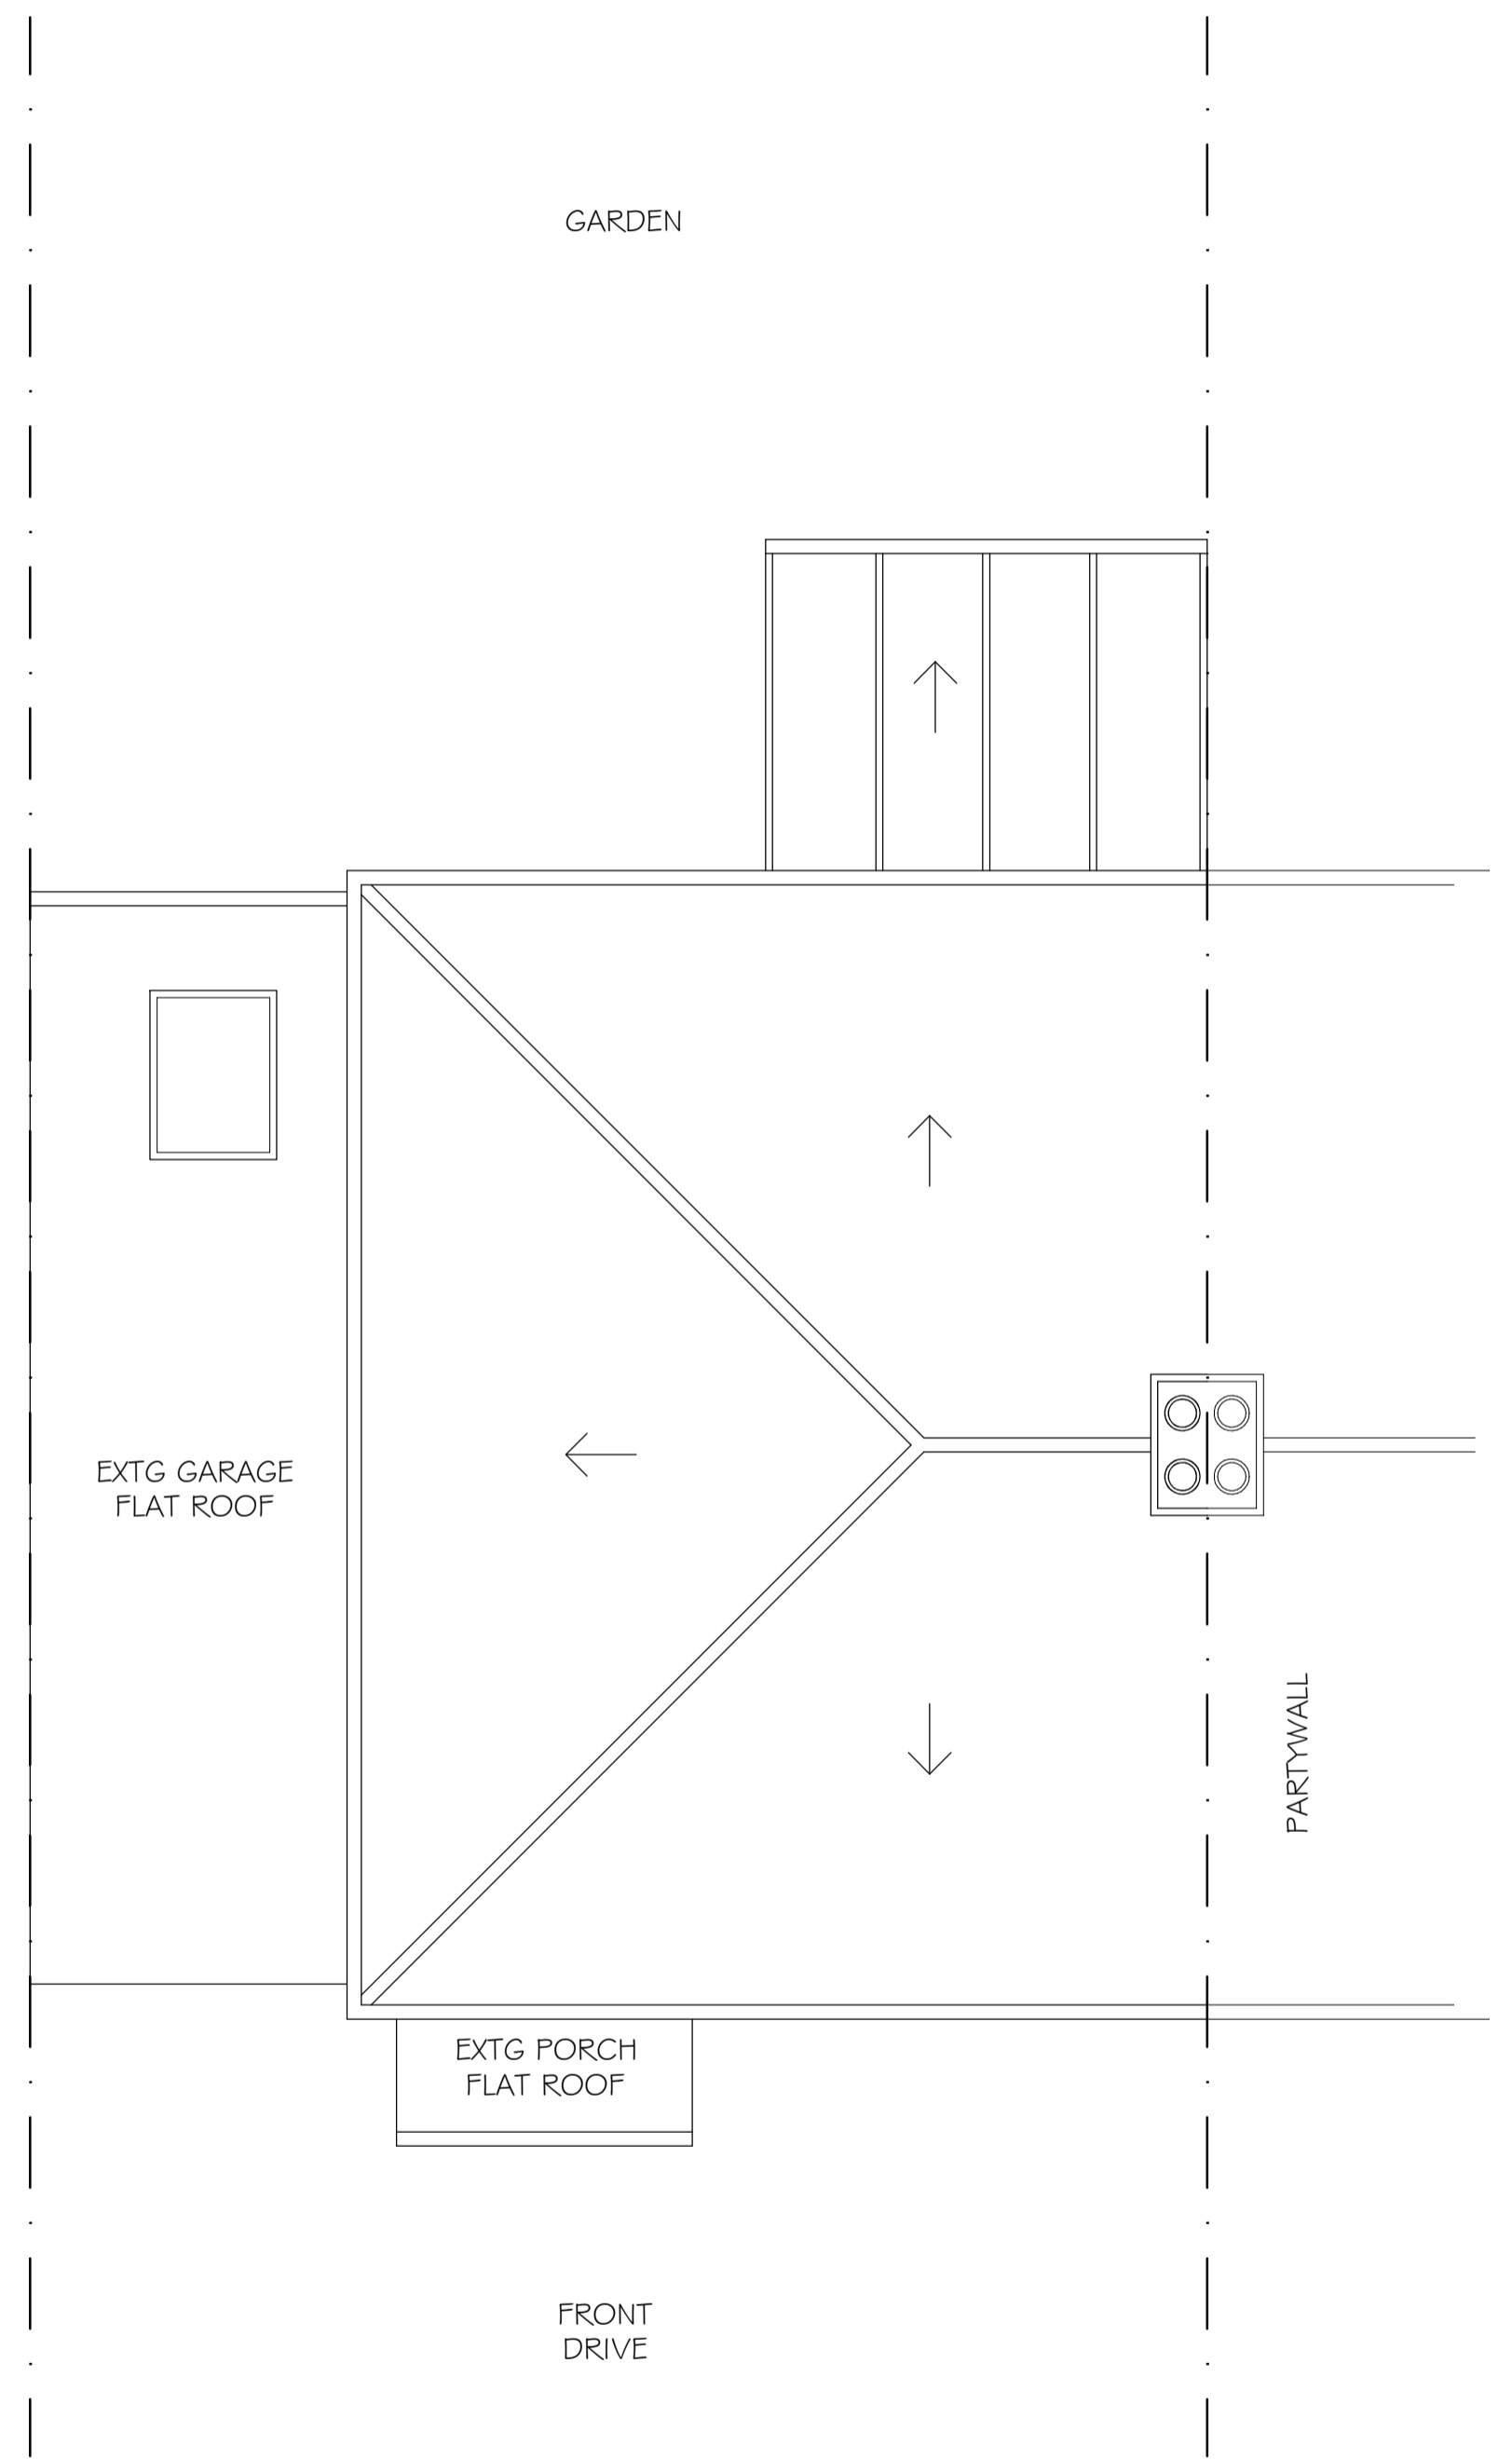 GARDEN
EXTG GARAGE
FLAT ROOF
PARTYWALL
EXTG PORCH
FLAT ROOF
FRONT
DRIVE